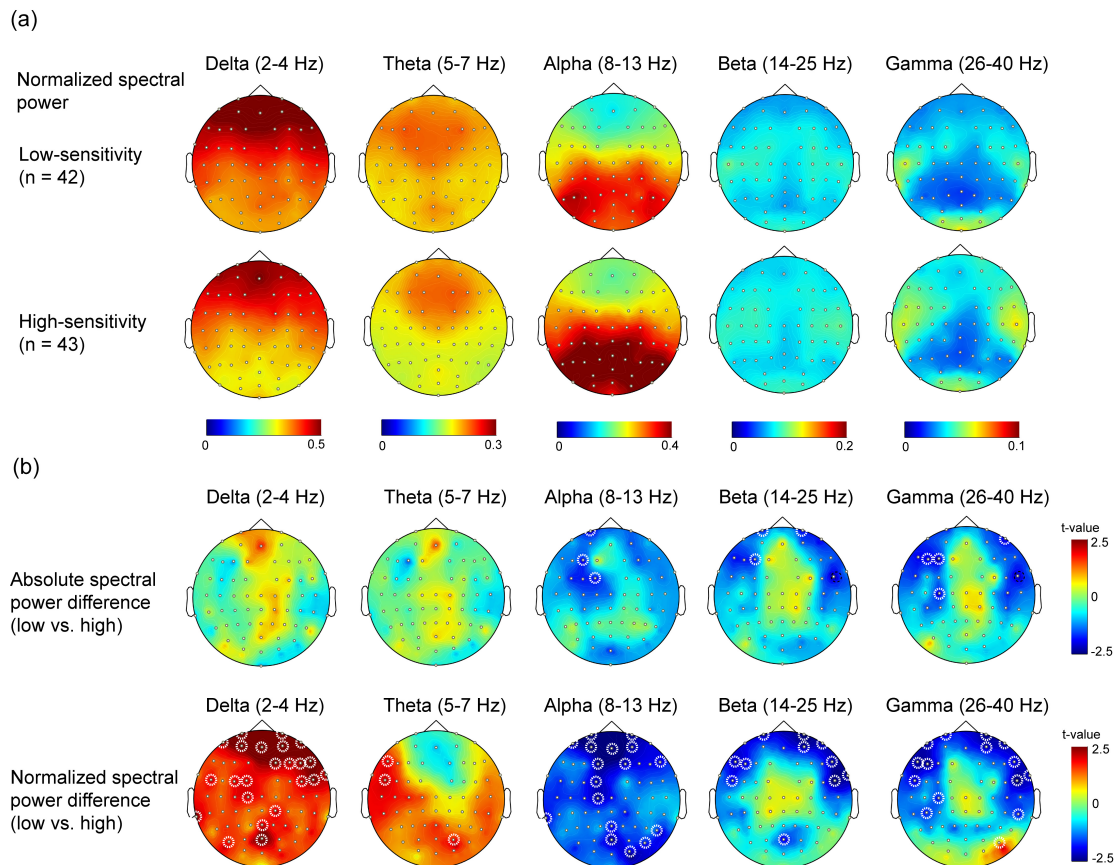 (a)
Normalized spectral
power
Delta (2-4 Hz)
Theta (5-7 Hz)
Alpha (8-13 Hz)
Beta (14-25 Hz)
Gamma (26-40 Hz)
Low-sensitivity
(n = 42)
High-sensitivity
(n = 43)
0 0.5
0 0.3
0 0.4
0 0.2
0 0.1
(b)
Delta (2-4 Hz)
Theta (5-7 Hz)
Alpha (8-13 Hz)
Beta (14-25 Hz)
Gamma (26-40 Hz)
Absolute spectral
power difference
(low vs. high)
t-value
2.5
0
-2.5
Delta (2-4 Hz)
Theta (5-7 Hz)
Alpha (8-13 Hz)
Beta (14-25 Hz)
Gamma (26-40 Hz)
Normalized spectral
power difference
(low vs. high)
t-value
2.5
0
-2.5